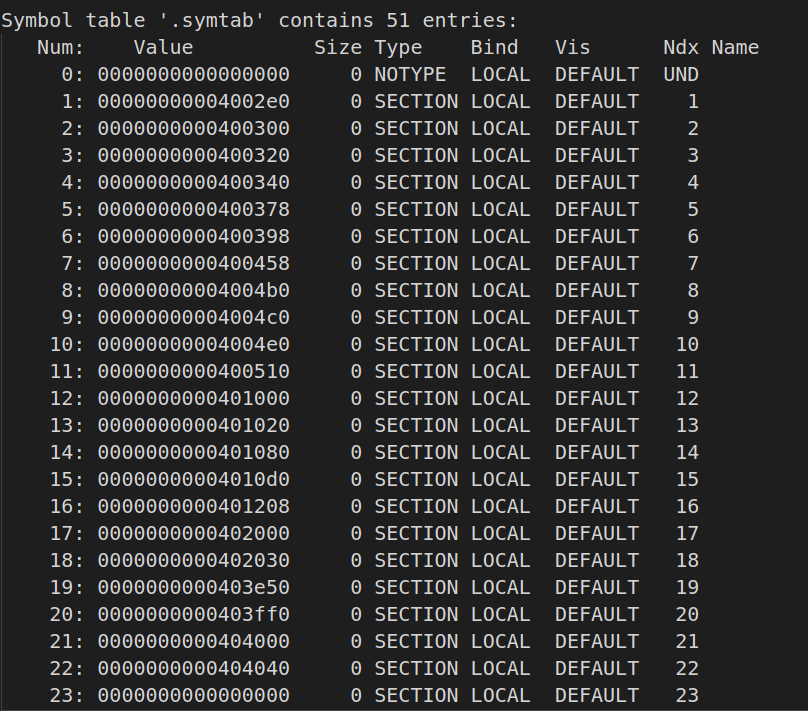 Symbol table '.symtab' contains 51 entries:
   Num:    Value          Size Type    Bind   Vis      Ndx Name
     0: 0000000000000000     0 NOTYPE  LOCAL  DEFAULT  UND
     1: 00000000004002e0     0 SECTION LOCAL  DEFAULT    1
     2: 0000000000400300     0 SECTION LOCAL  DEFAULT    2
     3: 0000000000400320     0 SECTION LOCAL  DEFAULT    3
     4: 0000000000400340     0 SECTION LOCAL  DEFAULT    4
     5: 0000000000400378     0 SECTION LOCAL  DEFAULT    5
     6: 0000000000400398     0 SECTION LOCAL  DEFAULT    6
     7: 0000000000400458     0 SECTION LOCAL  DEFAULT    7
     8: 00000000004004b0     0 SECTION LOCAL  DEFAULT    8
     9: 00000000004004c0     0 SECTION LOCAL  DEFAULT    9
    10: 00000000004004e0     0 SECTION LOCAL  DEFAULT   10
    11: 0000000000400510     0 SECTION LOCAL  DEFAULT   11
    12: 0000000000401000     0 SECTION LOCAL  DEFAULT   12
    13: 0000000000401020     0 SECTION LOCAL  DEFAULT   13
    14: 0000000000401080     0 SECTION LOCAL  DEFAULT   14
    15: 00000000004010d0     0 SECTION LOCAL  DEFAULT   15
    16: 0000000000401208     0 SECTION LOCAL  DEFAULT   16
    17: 0000000000402000     0 SECTION LOCAL  DEFAULT   17
    18: 0000000000402030     0 SECTION LOCAL  DEFAULT   18
    19: 0000000000403e50     0 SECTION LOCAL  DEFAULT   19
    20: 0000000000403ff0     0 SECTION LOCAL  DEFAULT   20
    21: 0000000000404000     0 SECTION LOCAL  DEFAULT   21
    22: 0000000000404040     0 SECTION LOCAL  DEFAULT   22
    23: 0000000000000000     0 SECTION LOCAL  DEFAULT   23